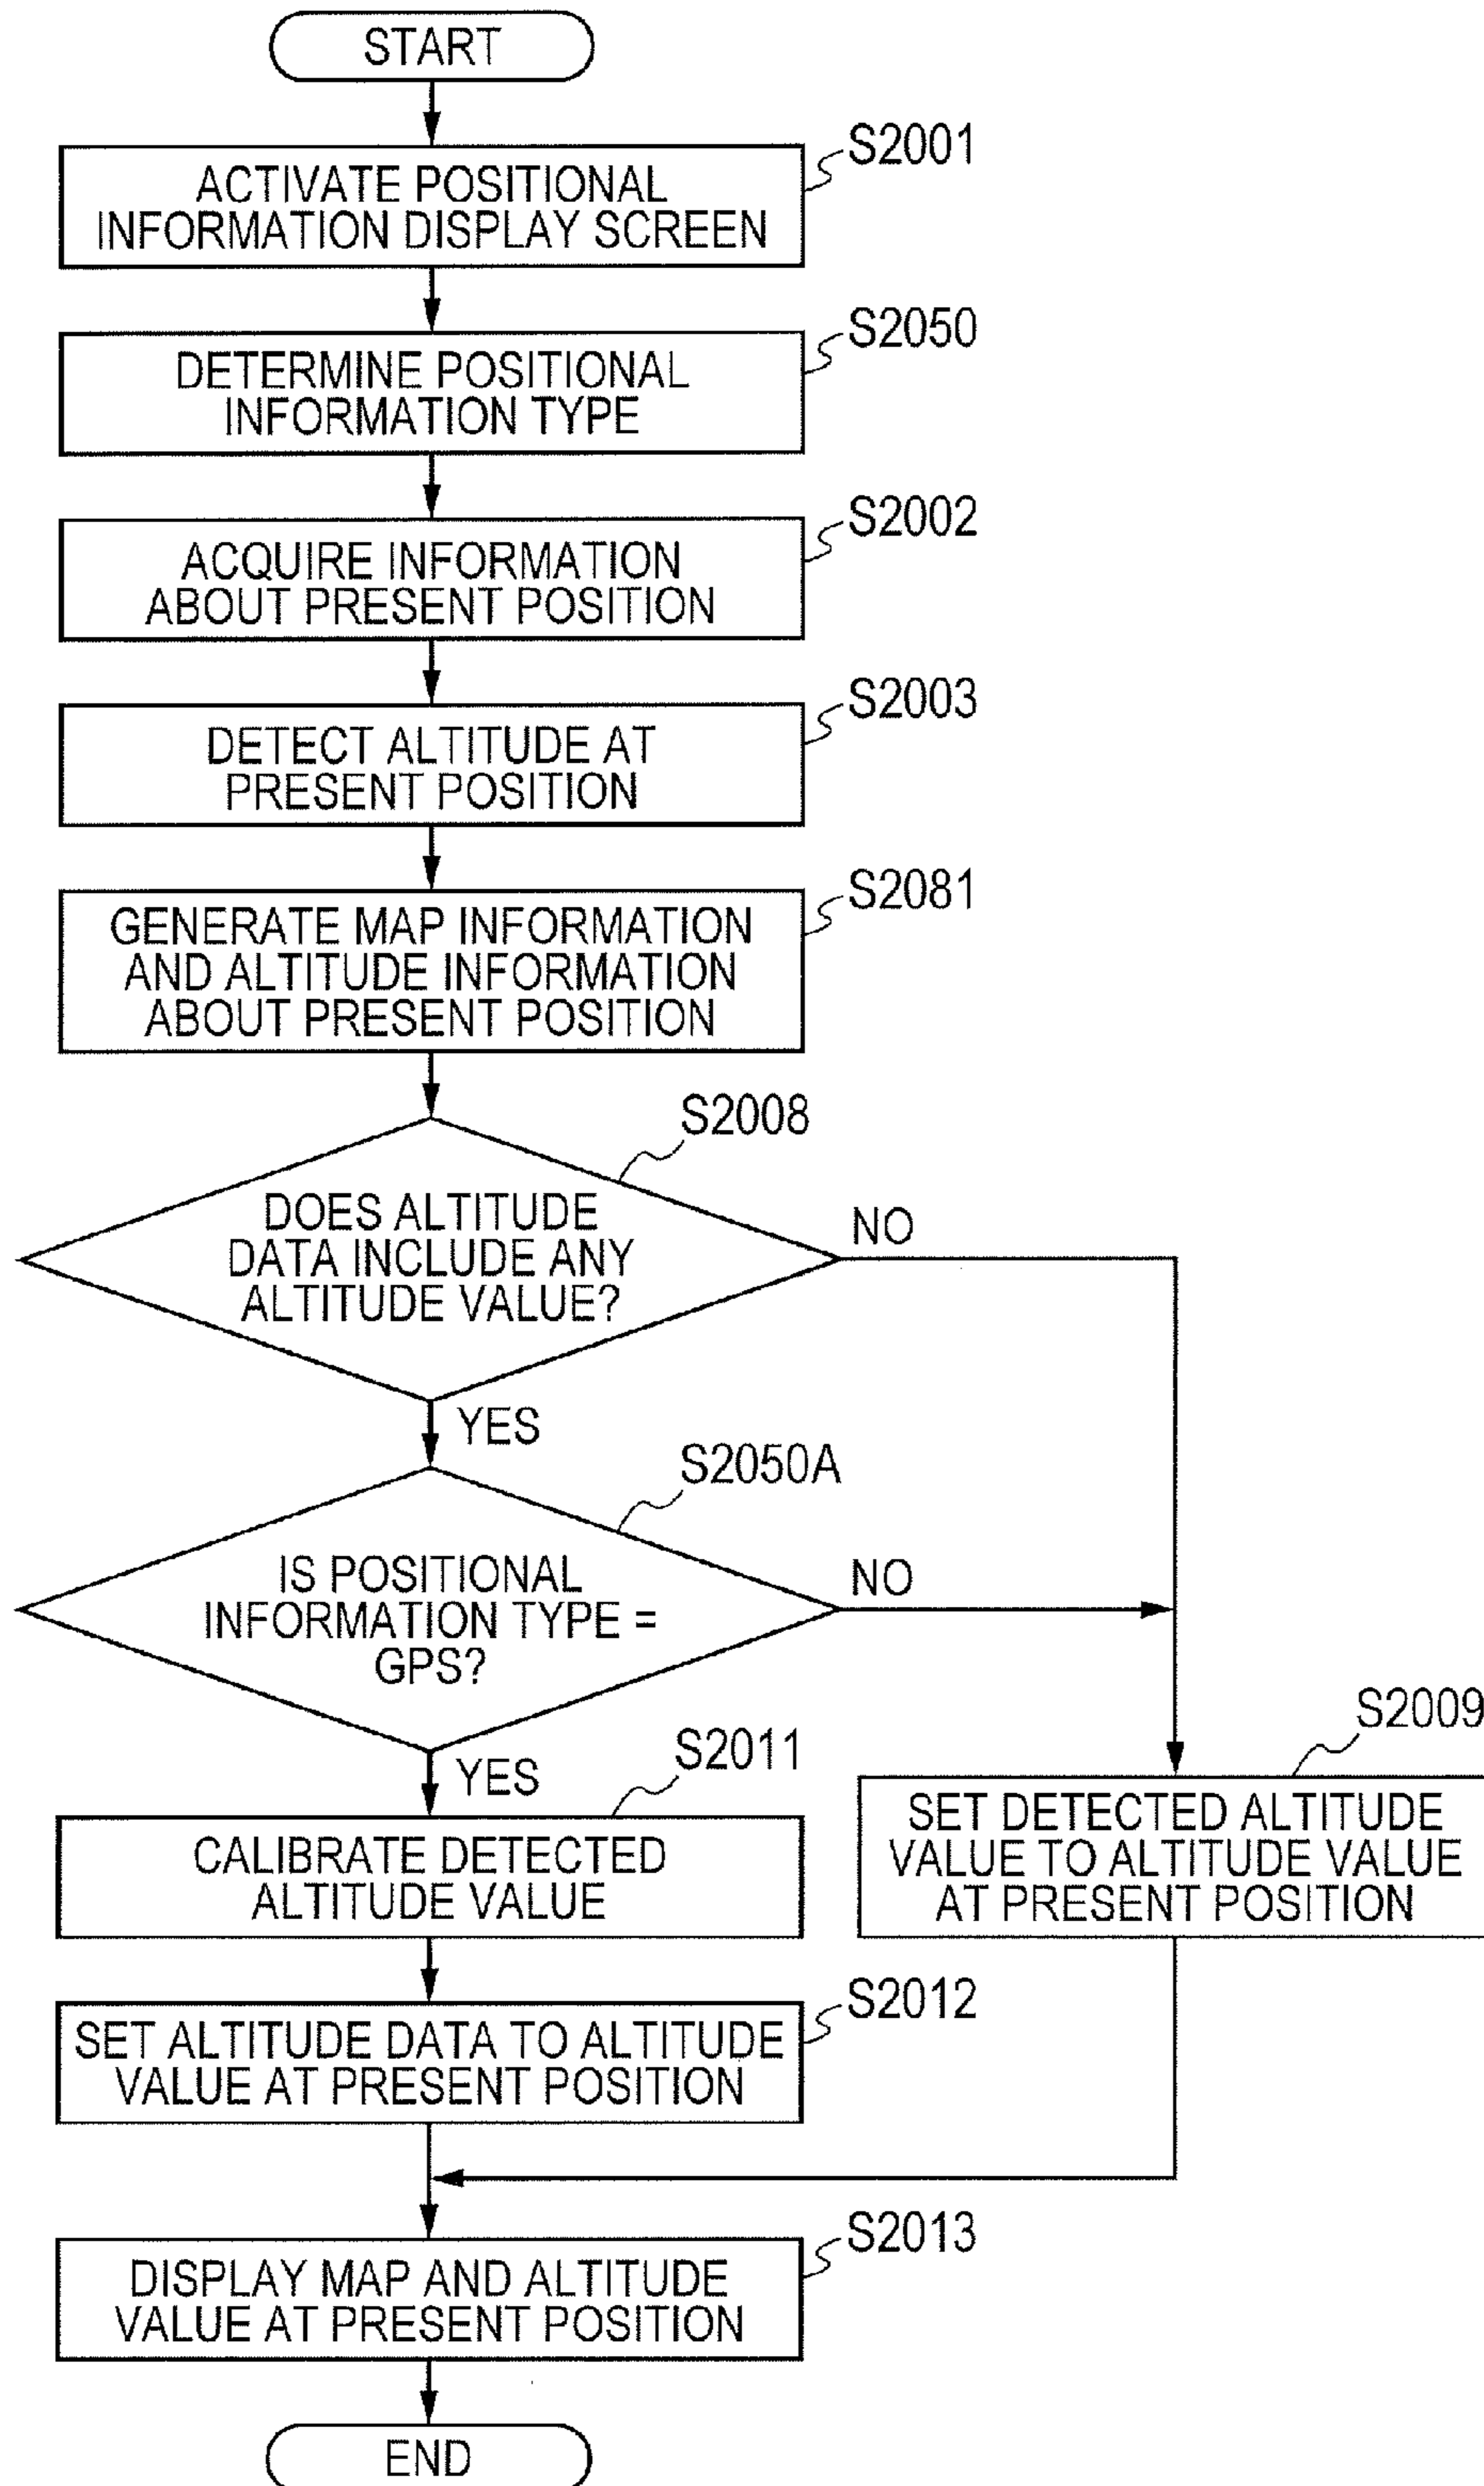 START
S2001
ACTIVATE POSITIONAL
INFORMATION DISPLAY SCREEN
S2050
DETERMINE POSITIONAL
INFORMATION TYPE
S2002
ACQUIRE INFORMATION
ABOUT PRESENT POSITION
S2003
DETECT ALTITUDE AT
PRESENT POSITION
S2081
GENERATE MAP INFORMATION
AND ALTITUDE INFORMATION
ABOUT PRESENT POSITION
S2008
DOES ALTITUDE
DATA INCLUDE ANY
ALTITUDE VALUE?
NO
YES
S2050A
IS POSITIONAL
INFORMATION TYPE =
GPS?
NO
YES
S2011
CALIBRATE DETECTED
ALTITUDE VALUE
S2009
SET DETECTED ALTITUDE
VALUE TO ALTITUDE VALUE
AT PRESENT POSITION
S2012
SET ALTITUDE DATA TO ALTITUDE
VALUE AT PRESENT POSITION
S2013
DISPLAY MAP AND ALTITUDE
VALUE AT PRESENT POSITION
END